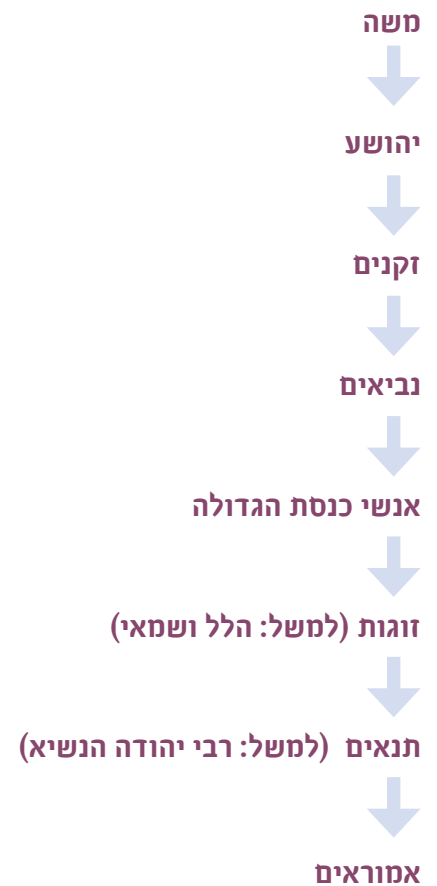 משה
יהושע
זקנים
נביאים
אנשי כנסת הגדולה
זוגות (למשל: הלל ושמאי)
תנאים (למשל: רבי יהודה הנשיא)
אמוראים